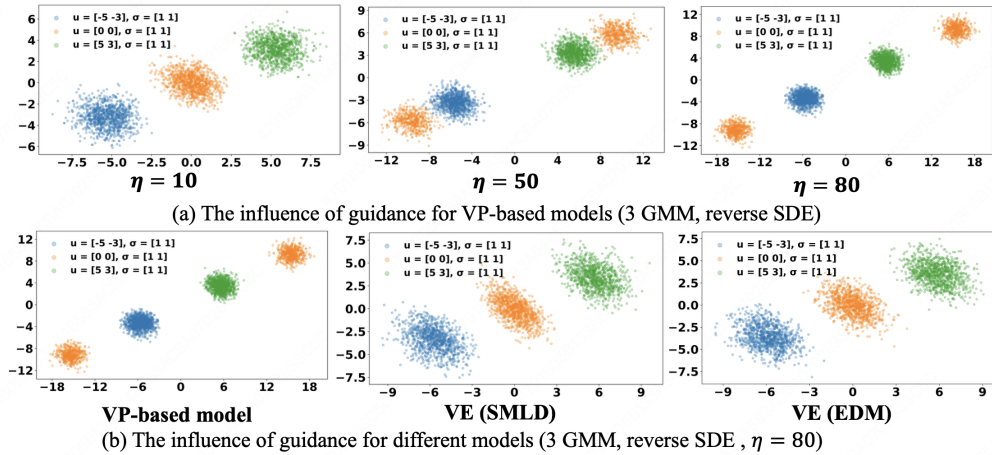 u = [-5 -3], σ = [1 1]
u = [0 0], σ = [1 1]
u = [5 3], σ = [1 1]
6
4
2
0
-2
-4
-6
-7.5 -5.0 -2.5 0.0 2.5 5.0 7.5
η = 10
u = [-5 -3], σ = [1 1]
u = [0 0], σ = [1 1]
u = [5 3], σ = [1 1]
9
6
3
0
-3
-6
-9
-12 -8 -4 0 4 8 12
η = 50
u = [-5 -3], σ = [1 1]
u = [0 0], σ = [1 1]
u = [5 3], σ = [1 1]
12
8
4
0
-4
-8
-12
-18 -12 -6 0 6 12 18
η = 80
(a) The influence of guidance for VP-based models (3 GMM, reverse SDE)
u = [-5 -3], σ = [1 1]
u = [0 0], σ = [1 1]
u = [5 3], σ = [1 1]
12
8
4
0
-4
-8
-12
-18 -12 -6 0 6 12 18
VP-based model
u = [-5 -3], σ = [1 1]
u = [0 0], σ = [1 1]
u = [5 3], σ = [1 1]
7.5
5.0
2.5
0.0
-2.5
-5.0
-7.5
-9 -6 -3 0 3 6 9
VE (SMLD)
u = [-5 -3], σ = [1 1]
u = [0 0], σ = [1 1]
u = [5 3], σ = [1 1]
7.5
5.0
2.5
0.0
-2.5
-5.0
-7.5
-9 -6 -3 0 3 6 9
VE (EDM)
(b) The influence of guidance for different models (3 GMM, reverse SDE , η = 80)